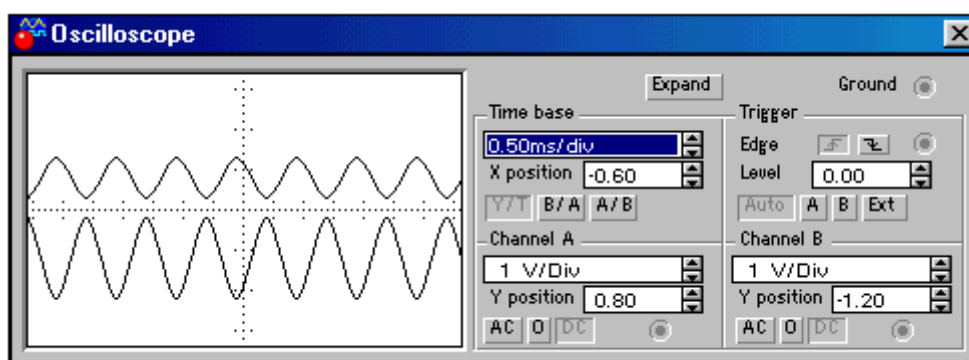 Oscilloscope
Expand
Ground
Time base
0.50ms/div
X position -0.60
Y/T B/A A/B
Trigger
Edge
Level 0.00
Auto A B Ext
Channel A
1 V/Div
Y position 0.80
AC 0 DC
Channel B
1 V/Div
Y position -1.20
AC 0 DC